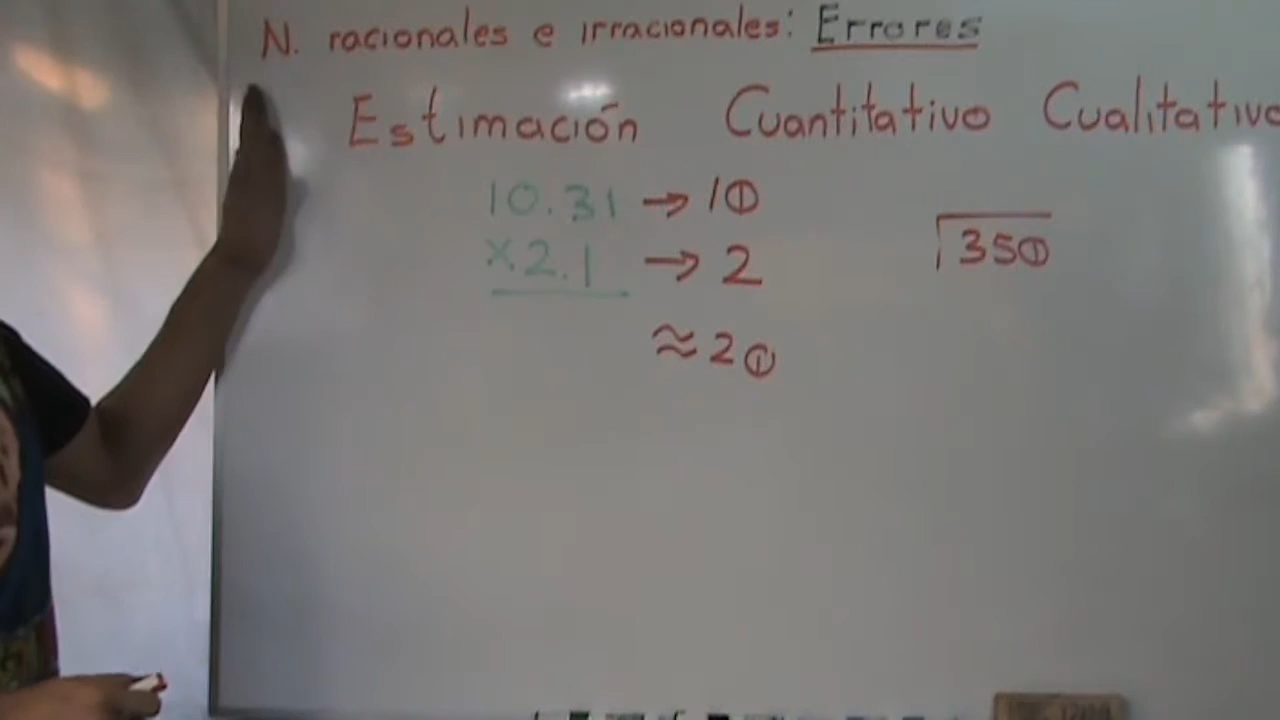 N. racionales e irracionales: Errores
Estimación Cuantitativo Cualitativo
10.31 → 10
x 2.1 → 2
350
≈ 20